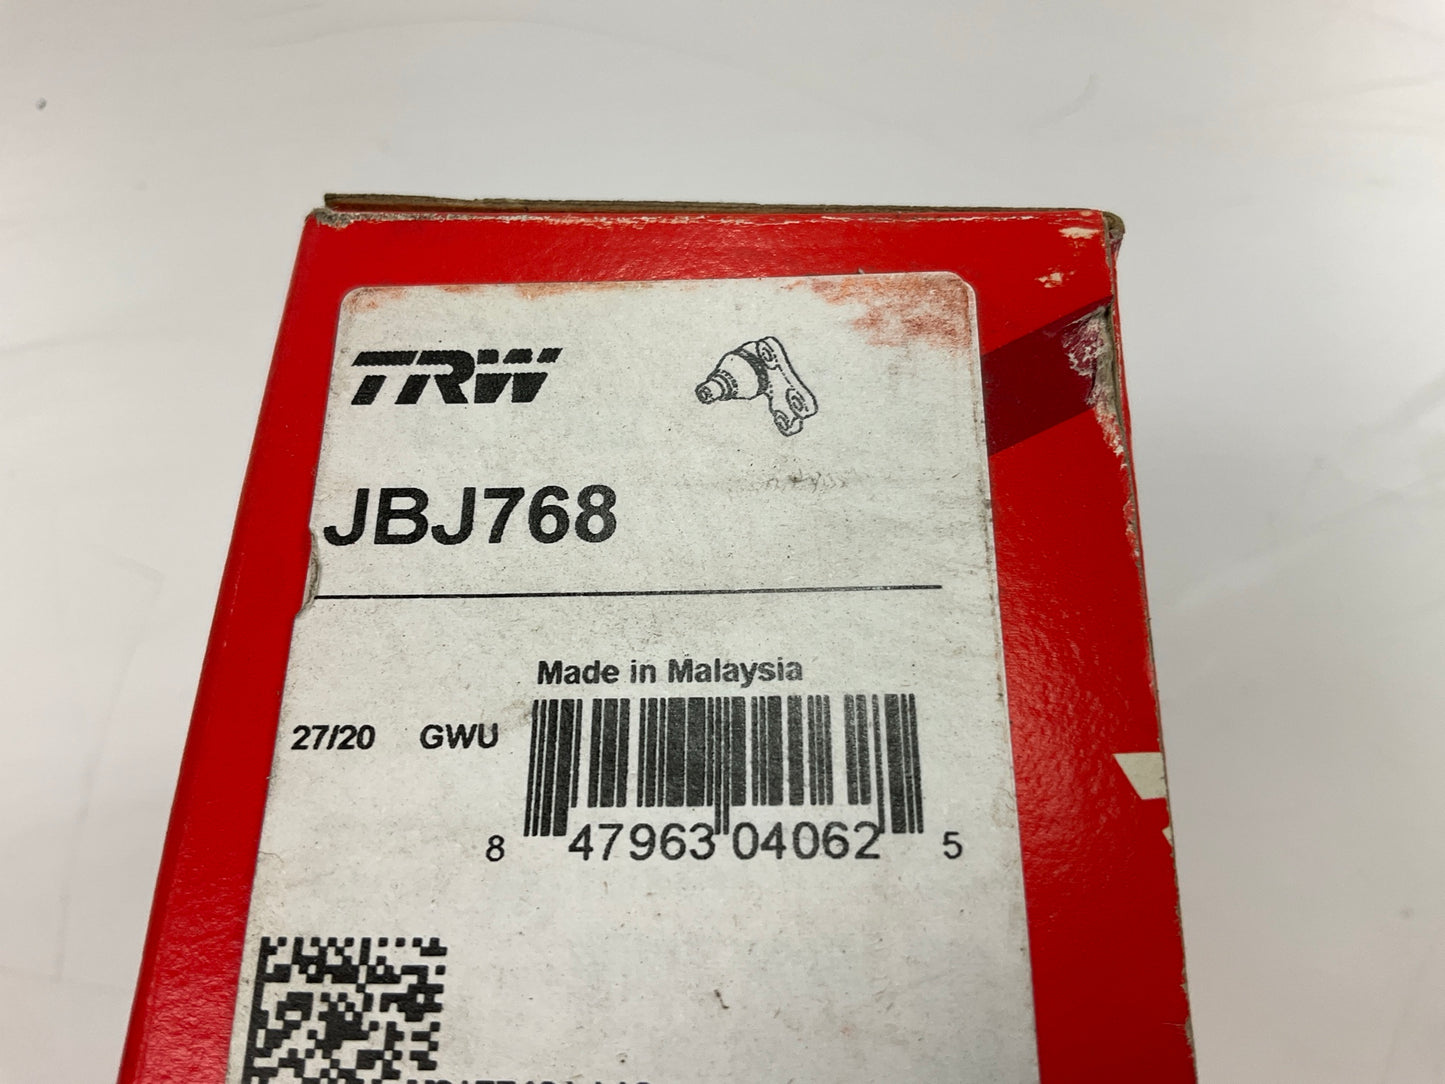 TRW
JBJ768
Made in Malaysia
27/20 GWU
8 47963 04062 5